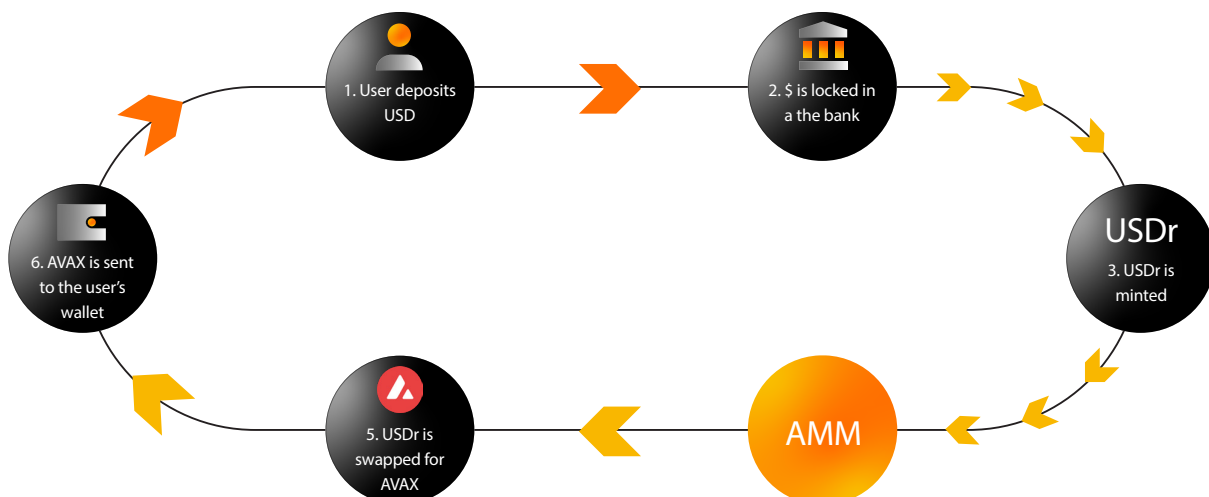 1. User deposits
USD
2. $ is locked in
a the bank
USDr
3. USDr is
minted
AMM
5. USDr is
swapped for
AVAX
6. AVAX is sent
to the user’s
wallet